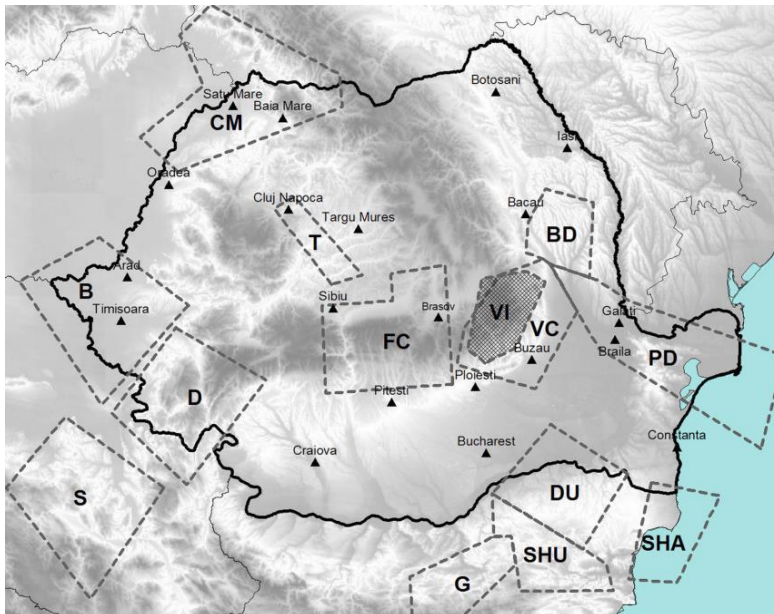 Botosani
Satu Mare
Baia Mare
CM
Iasi
Oradea
Cluj Napoca
Bacau
Targu Mures
BD
T
Arad
B
Sibiu
Brasov
VI
Galati
Timisoara
VC
FC
Braila
Buzau
PD
Ploiesti
D
Pitesti
Constanta
Craiova
Bucharest
S
DU
SHU
SHA
G